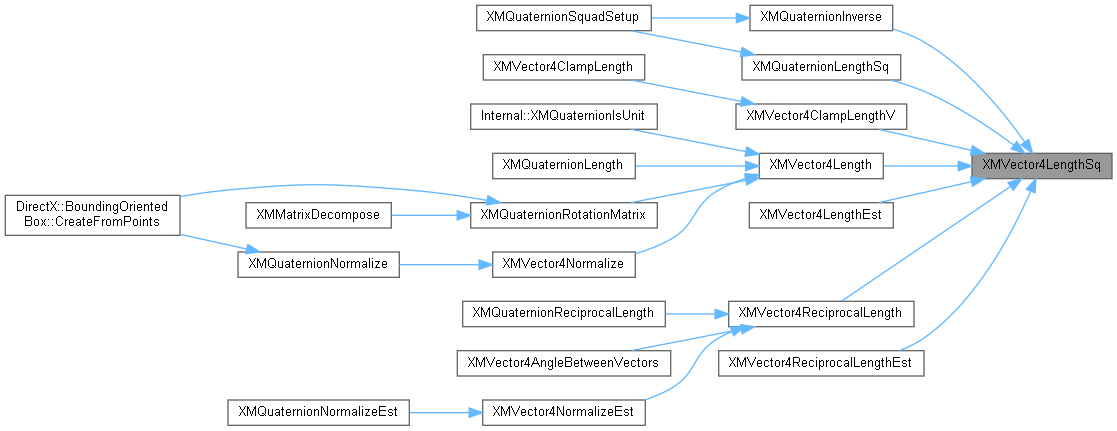 XMQuaternionSquadSetup
XMQuaternionInverse
XMVector4ClampLength
XMQuaternionLengthSq
Internal::XMQuaternionIsUnit
XMVector4ClampLengthV
XMQuaternionLength
XMVector4Length
XMVector4LengthSq
DirectX::BoundingOriented
Box::CreateFromPoints
XMMatrixDecompose
XMQuaternionRotationMatrix
XMVector4LengthEst
XMQuaternionNormalize
XMVector4Normalize
XMQuaternionReciprocalLength
XMVector4ReciprocalLength
XMVector4AngleBetweenVectors
XMVector4ReciprocalLengthEst
XMQuaternionNormalizeEst
XMVector4NormalizeEst